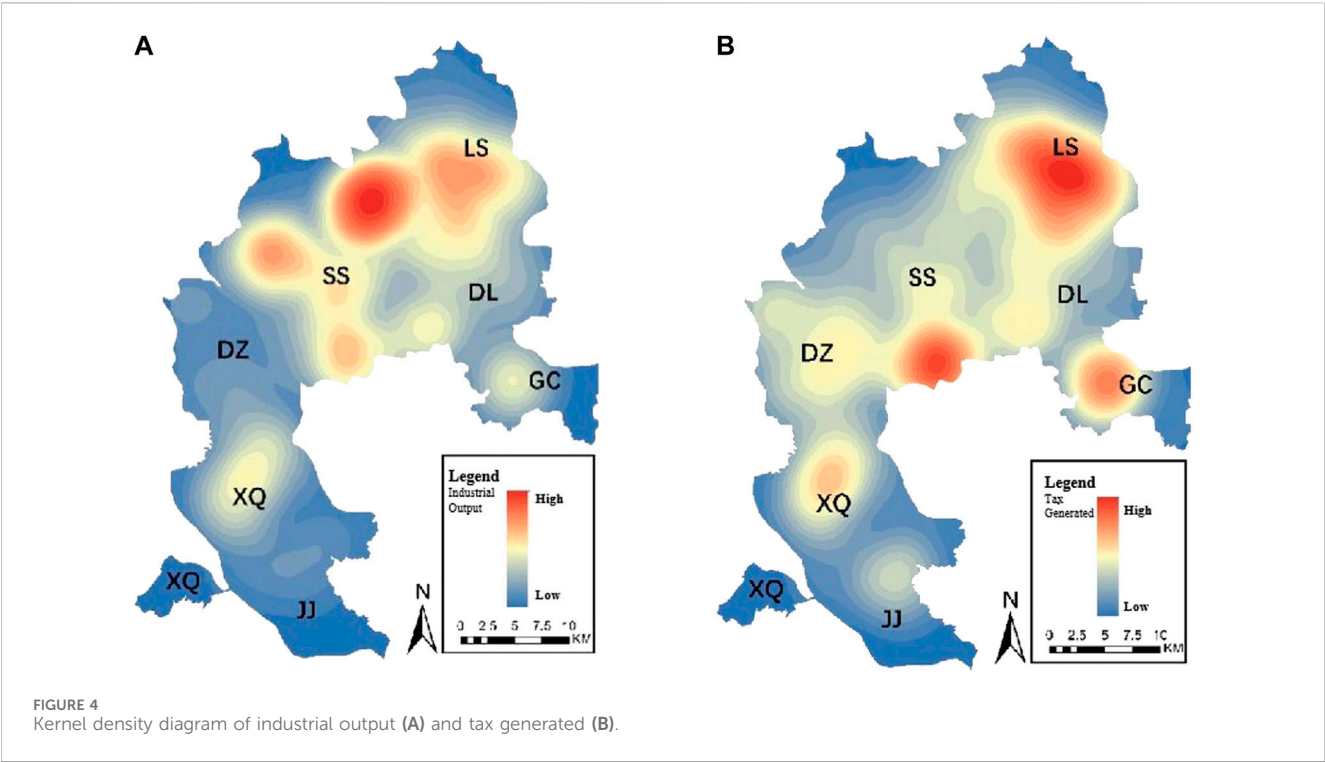 A
B
LS
SS
DL
DZ
GC
XQ
XQ
JJ
N
Legend
Industrial
Output
High
Low
0 2.5 5 7.5 10
KM
LS
SS
DL
DZ
GC
XQ
XQ
JJ
N
Legend
Tax
Generated
High
Low
0 2.5 5 7.5 10
KM
FIGURE 4
Kernel density diagram of industrial output (A) and tax generated (B).